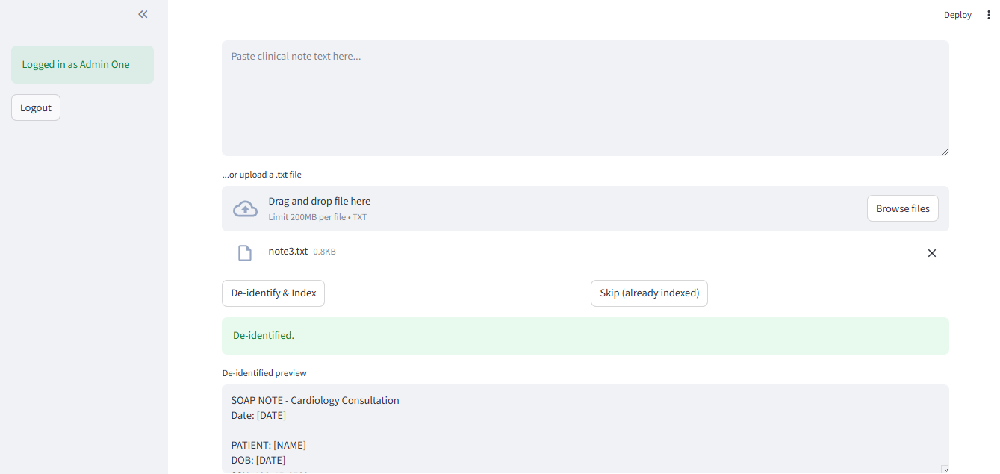 Deploy
Logged in as Admin One
Logout
Paste clinical note text here...
...or upload a .txt file
Drag and drop file here
Limit 200MB per file • TXT
Browse files
note3.txt 0.8KB
De-identify & Index
Skip (already indexed)
De-identified.
De-identified preview
SOAP NOTE - Cardiology Consultation
Date: [DATE]
PATIENT: [NAME]
DOB: [DATE]